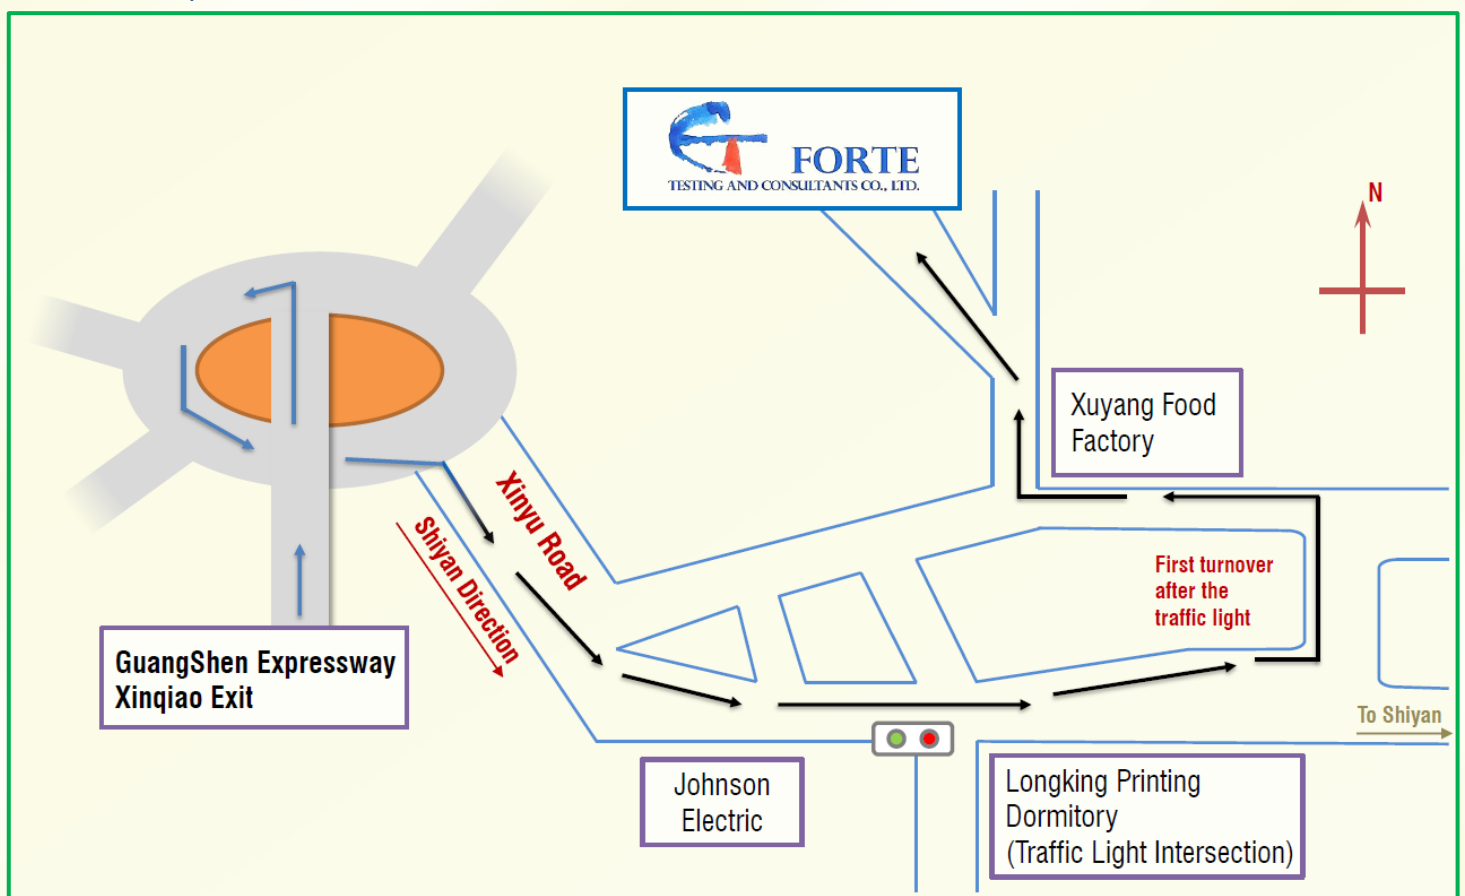 FORTE
TESTING AND CONSULTANTS CO., LTD.
N
Xuyang Food
Factory
Xinyu Road
Shiyan Direction
First turnover
after the
traffic light
GuangShen Expressway
Xinqiao Exit
To Shiyan
Johnson
Electric
Longking Printing
Dormitory
(Traffic Light Intersection)